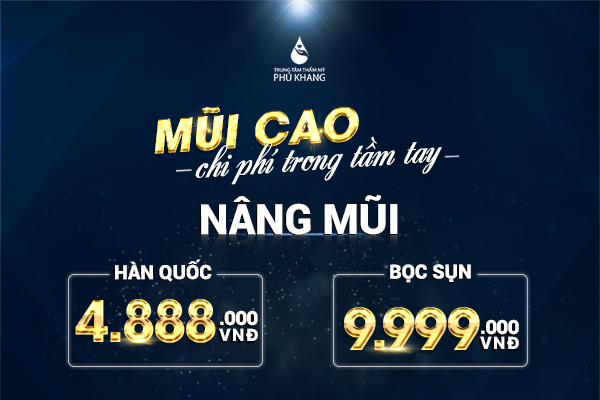 TRUNG TÂM THẨM MỸ
PHÚ KHANG
MŨI CAO
– chi phí trong tầm tay –
NÂNG MŨI
HÀN QUỐC
4.888.000 VNĐ
BỌC SỤN
9.999.000 VNĐ